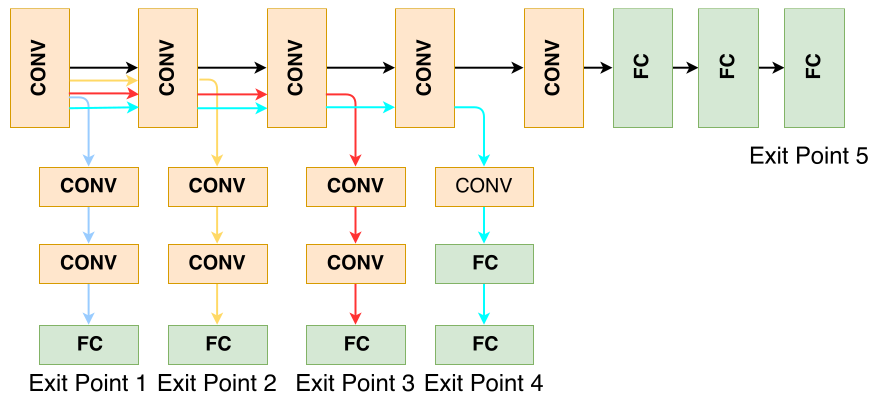 CONV
CONV
CONV
CONV
CONV
FC
FC
FC
Exit Point 5
CONV
CONV
CONV
CONV
CONV
CONV
CONV
FC
FC
FC
FC
FC
Exit Point 1
Exit Point 2
Exit Point 3
Exit Point 4